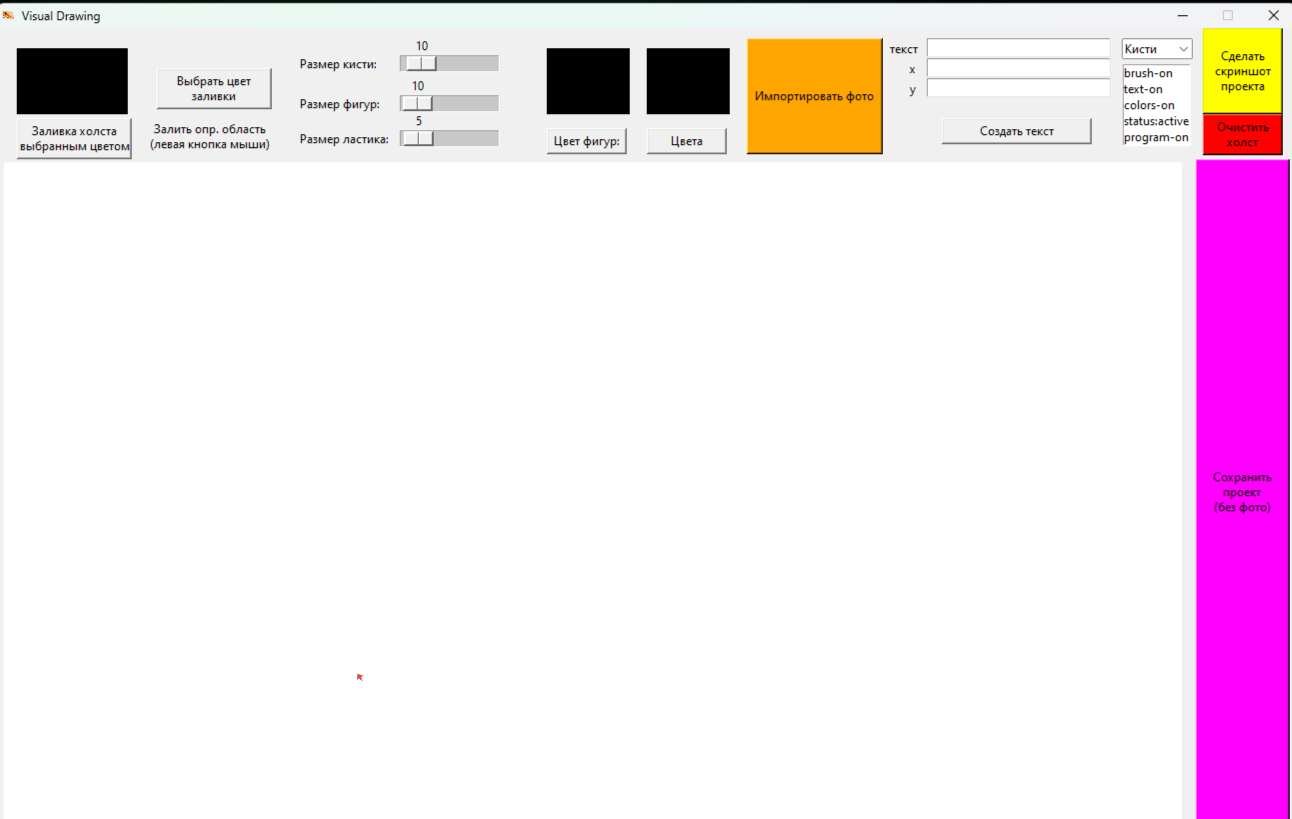 Visual Drawing
Заливка холста
выбранным цветом
Выбрать цвет
заливки
Залить опр. область
(левая кнопка мыши)
10
Размер кисти:
10
Размер фигур:
5
Размер ластика:
Цвет фигур:
Цвета
Импортировать фото
текст
x
y
Создать текст
Кисти
brush-on
text-on
colors-on
status:active
program-on
Сделать
скриншот
проекта
Очистить
холст
Сохранить
проект
(без фото)